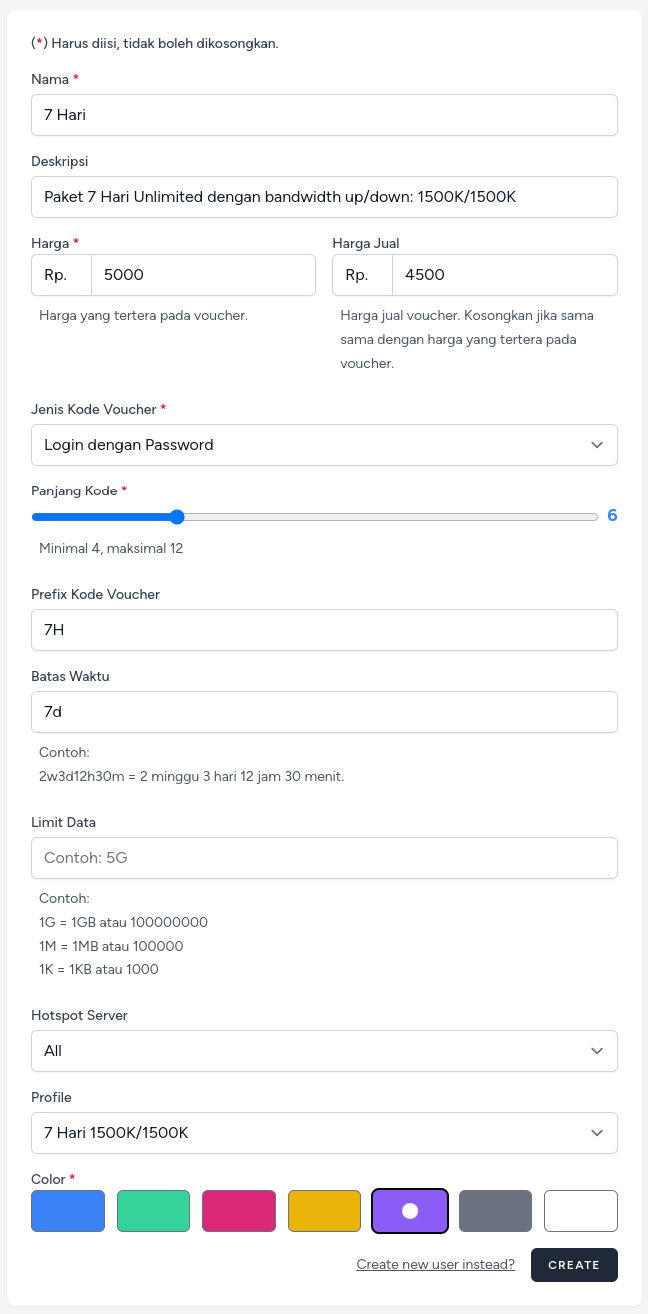 (*) Harus diisi, tidak boleh dikosongkan.
Nama *
7 Hari
Deskripsi
Paket 7 Hari Unlimited dengan bandwidth up/down: 1500K/1500K
Harga *
Rp. 5000
Harga yang tertera pada voucher.
Harga Jual
Rp. 4500
Harga jual voucher. Kosongkan jika sama
sama dengan harga yang tertera pada
voucher.
Jenis Kode Voucher *
Login dengan Password
Panjang Kode *
6
Minimal 4, maksimal 12
Prefix Kode Voucher
7H
Batas Waktu
7d
Contoh:
2w3d12h30m = 2 minggu 3 hari 12 jam 30 menit.
Limit Data
Contoh: 5G
Contoh:
1G = 1GB atau 100000000
1M = 1MB atau 100000
1K = 1KB atau 1000
Hotspot Server
All
Profile
7 Hari 1500K/1500K
Color *
Create new user instead?
CREATE